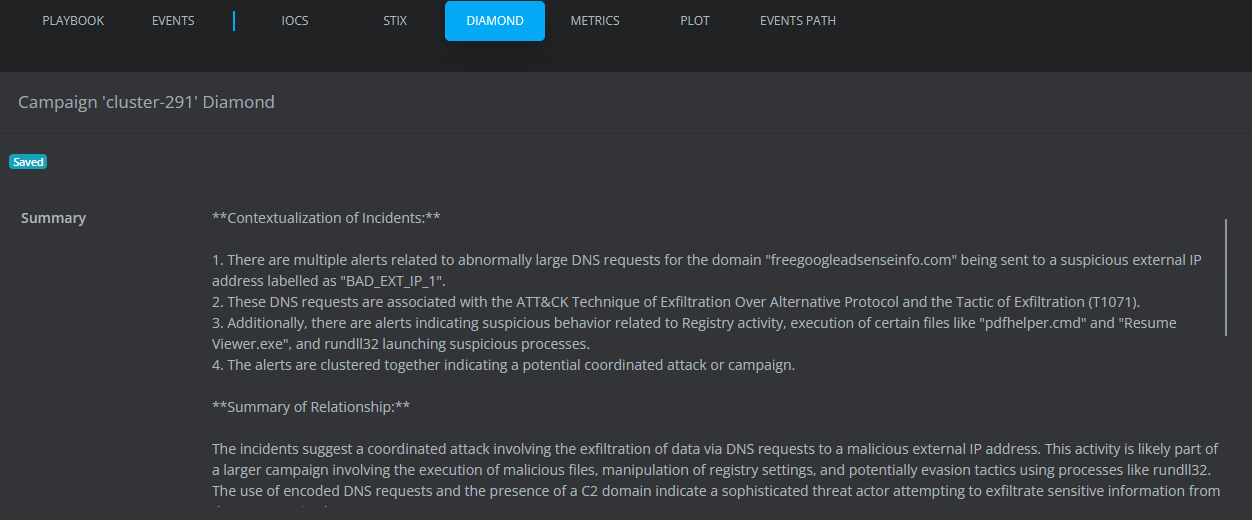 PLAYBOOK EVENTS IOCS STIX DIAMOND METRICS PLOT EVENTS PATH
Campaign 'cluster-291' Diamond
Saved
Summary
**Contextualization of Incidents:**
1. There are multiple alerts related to abnormally large DNS requests for the domain "freegoogleadsenseinfo.com" being sent to a suspicious external IP
address labelled as "BAD_EXT_IP_1".
2. These DNS requests are associated with the ATT&CK Technique of Exfiltration Over Alternative Protocol and the Tactic of Exfiltration (T1071).
3. Additionally, there are alerts indicating suspicious behavior related to Registry activity, execution of certain files like "pdfhelper.cmd" and "Resume
Viewer.exe", and rundll32 launching suspicious processes.
4. The alerts are clustered together indicating a potential coordinated attack or campaign.
**Summary of Relationship:**
The incidents suggest a coordinated attack involving the exfiltration of data via DNS requests to a malicious external IP address. This activity is likely part of
a larger campaign involving the execution of malicious files, manipulation of registry settings, and potentially evasion tactics using processes like rundll32.
The use of encoded DNS requests and the presence of a C2 domain indicate a sophisticated threat actor attempting to exfiltrate sensitive information from